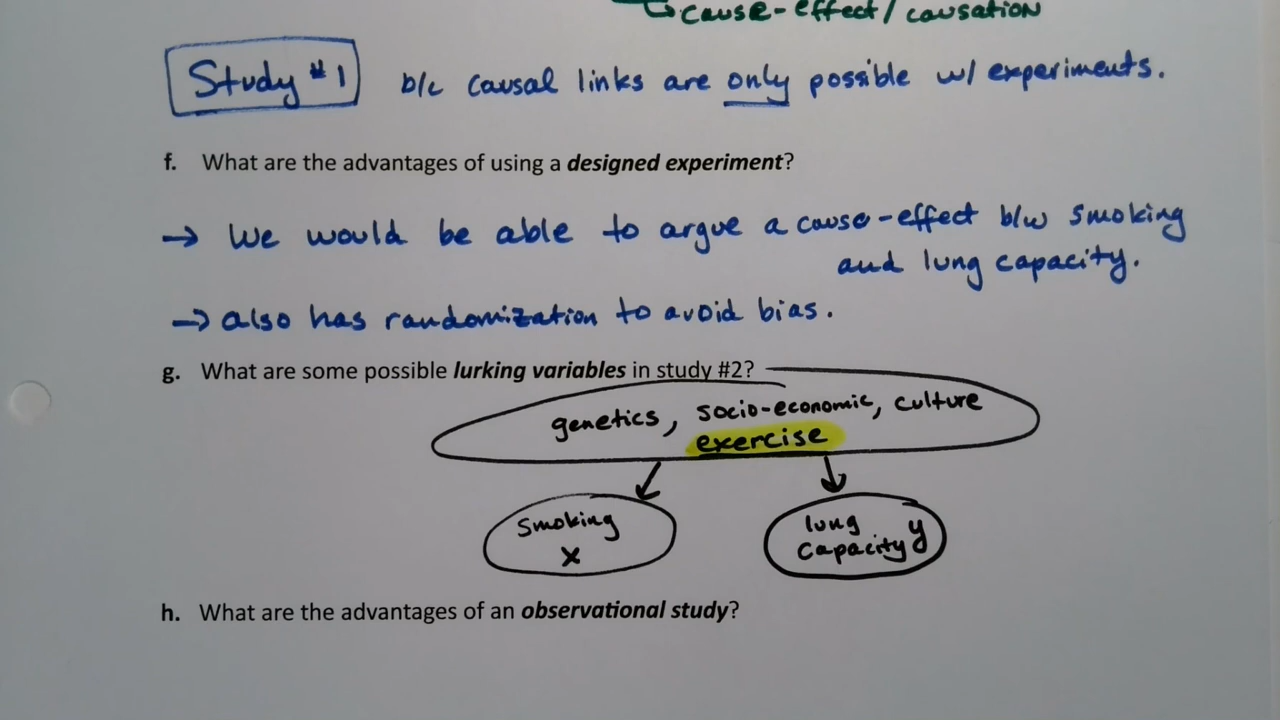 ↳ cause-effect/causation
Study #1 b/c causal links are only possible w/ experiments.
f. What are the advantages of using a designed experiment?
→ We would be able to argue a cause-effect b/w smoking
and lung capacity.
→ also has randomization to avoid bias.
g. What are some possible lurking variables in study #2?
genetics, socio-economic, culture
exercise
smoking
x
lung
capacity y
h. What are the advantages of an observational study?